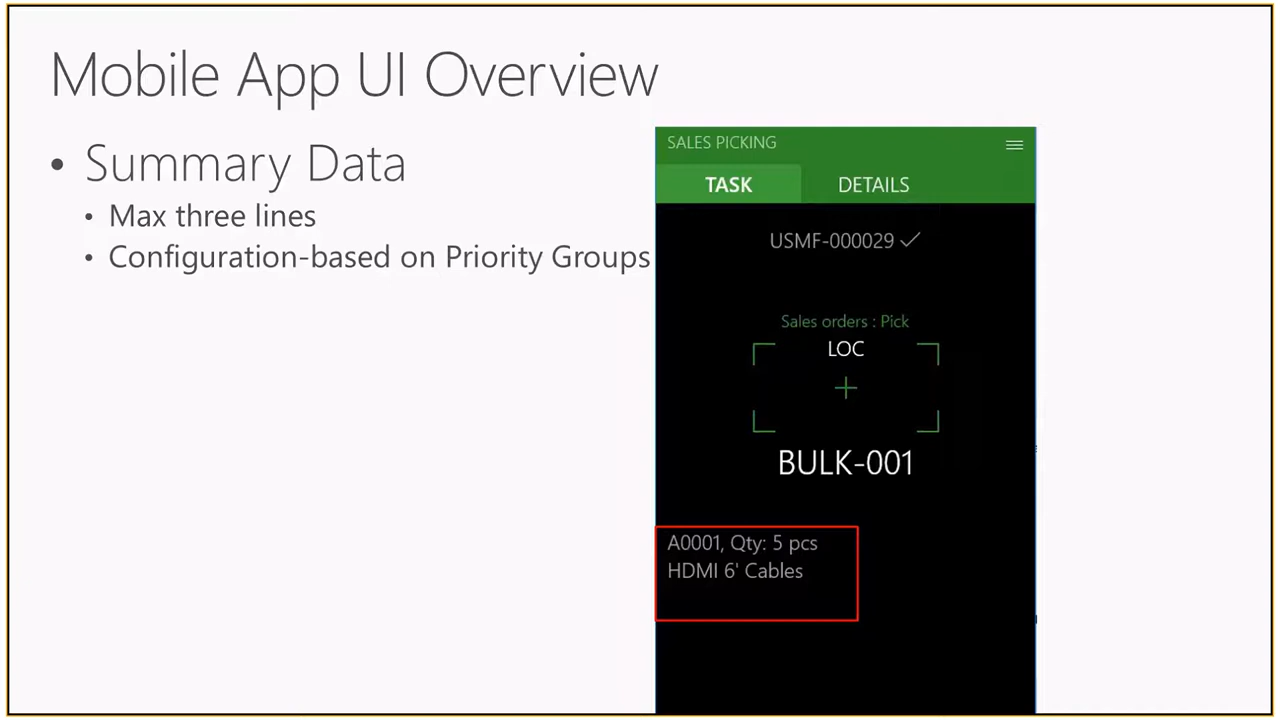 Mobile App UI Overview
• Summary Data
• Max three lines
• Configuration-based on Priority Groups
SALES PICKING
TASK
DETAILS
USMF-000029
Sales orders : Pick
LOC
BULK-001
A0001, Qty: 5 pcs
HDMI 6' Cables